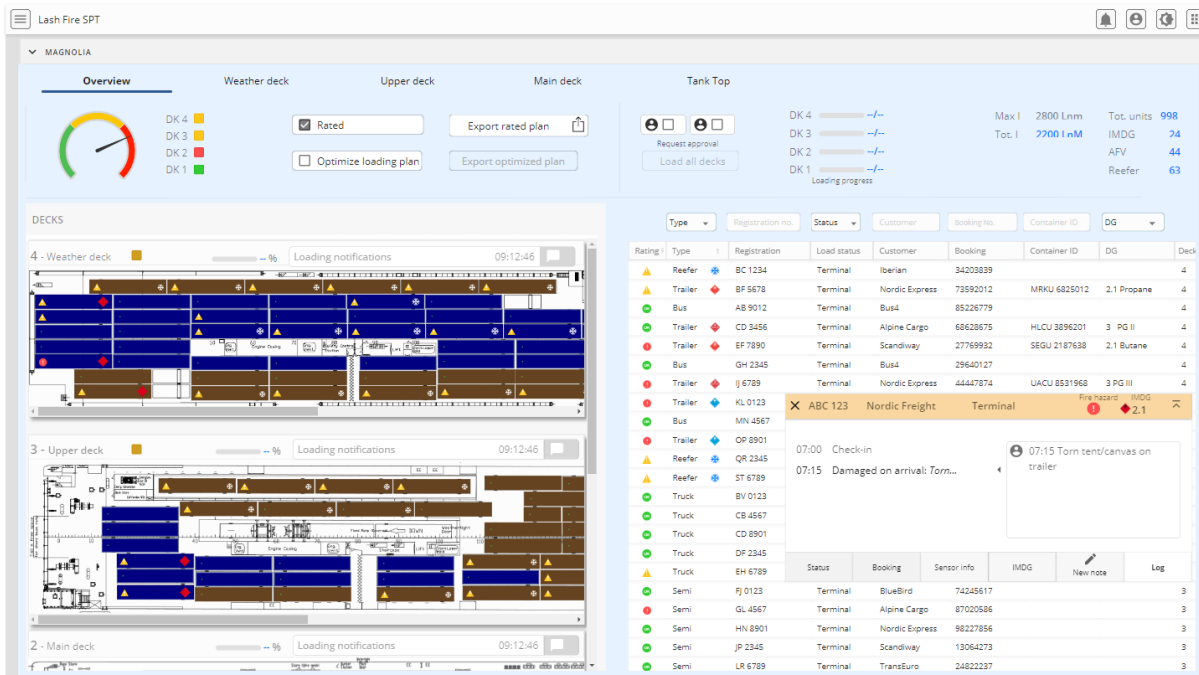 Lash Fire SPT
MAGNOLIA
Overview Weather deck Upper deck Main deck Tank Top
DK 4
DK 3
DK 2
DK 1
Rated
Export rated plan
Optimize loading plan
Export optimized plan
Request approval
Load all decks
DK 4 --/--
DK 3 --/--
DK 2 --/--
DK 1 --/--
Loading progress
Max l 2800 Lnm
Tot. l 2200 LnM
Tot. units 998
IMDG 24
AFV 44
Reefer 63
DECKS
4 - Weather deck -- % Loading notifications 09:12:46
Engine Casing
3 - Upper deck -- % Loading notifications 09:12:46
DOWN
Engine Casing
2 - Main deck -- % Loading notifications 09:12:46
Type Registration no. Status Customer Booking No. Container ID DG
Rating Type Registration Load status Customer Booking Container ID DG Deck
Reefer BC 1234 Terminal Iberian 34203839 4
Trailer BF 5678 Terminal Nordic Express 73592012 MRKU 6825012 2.1 Propane 4
Bus AB 9012 Terminal Bus4 85226779 4
Trailer CD 3456 Terminal Alpine Cargo 68628675 HLCU 3896201 3 PG II 4
Trailer EF 7890 Terminal Scandiway 27769932 SEGU 2187638 2.1 Butane 4
Bus GH 2345 Terminal Bus4 29640127 4
Trailer IJ 6789 Terminal Nordic Express 44447874 UACU 8531968 3 PG III 4
Trailer KL 0123
Bus MN 4567
Trailer OP 8901
Reefer QR 2345
Reefer ST 6789
Truck BV 0123
Truck CB 4567
Truck CD 8901
Truck DF 2345
Truck EH 6789
Semi FJ 0123 Terminal BlueBird 74245617 3
Semi GL 4567 Terminal Alpine Cargo 87020586 3
Semi HN 8901 Terminal Nordic Express 98227856 3
Semi JP 2345 Terminal Scandiway 13064273 3
Semi LR 6789 Terminal TransEuro 24822237 3
ABC 123 Nordic Freight Terminal
Fire hazard IMDG
2.1
07:00 Check-in
07:15 Damaged on arrival: Torn...
07:15 Torn tent/canvas on
trailer
Status Booking Sensor info IMDG New note Log